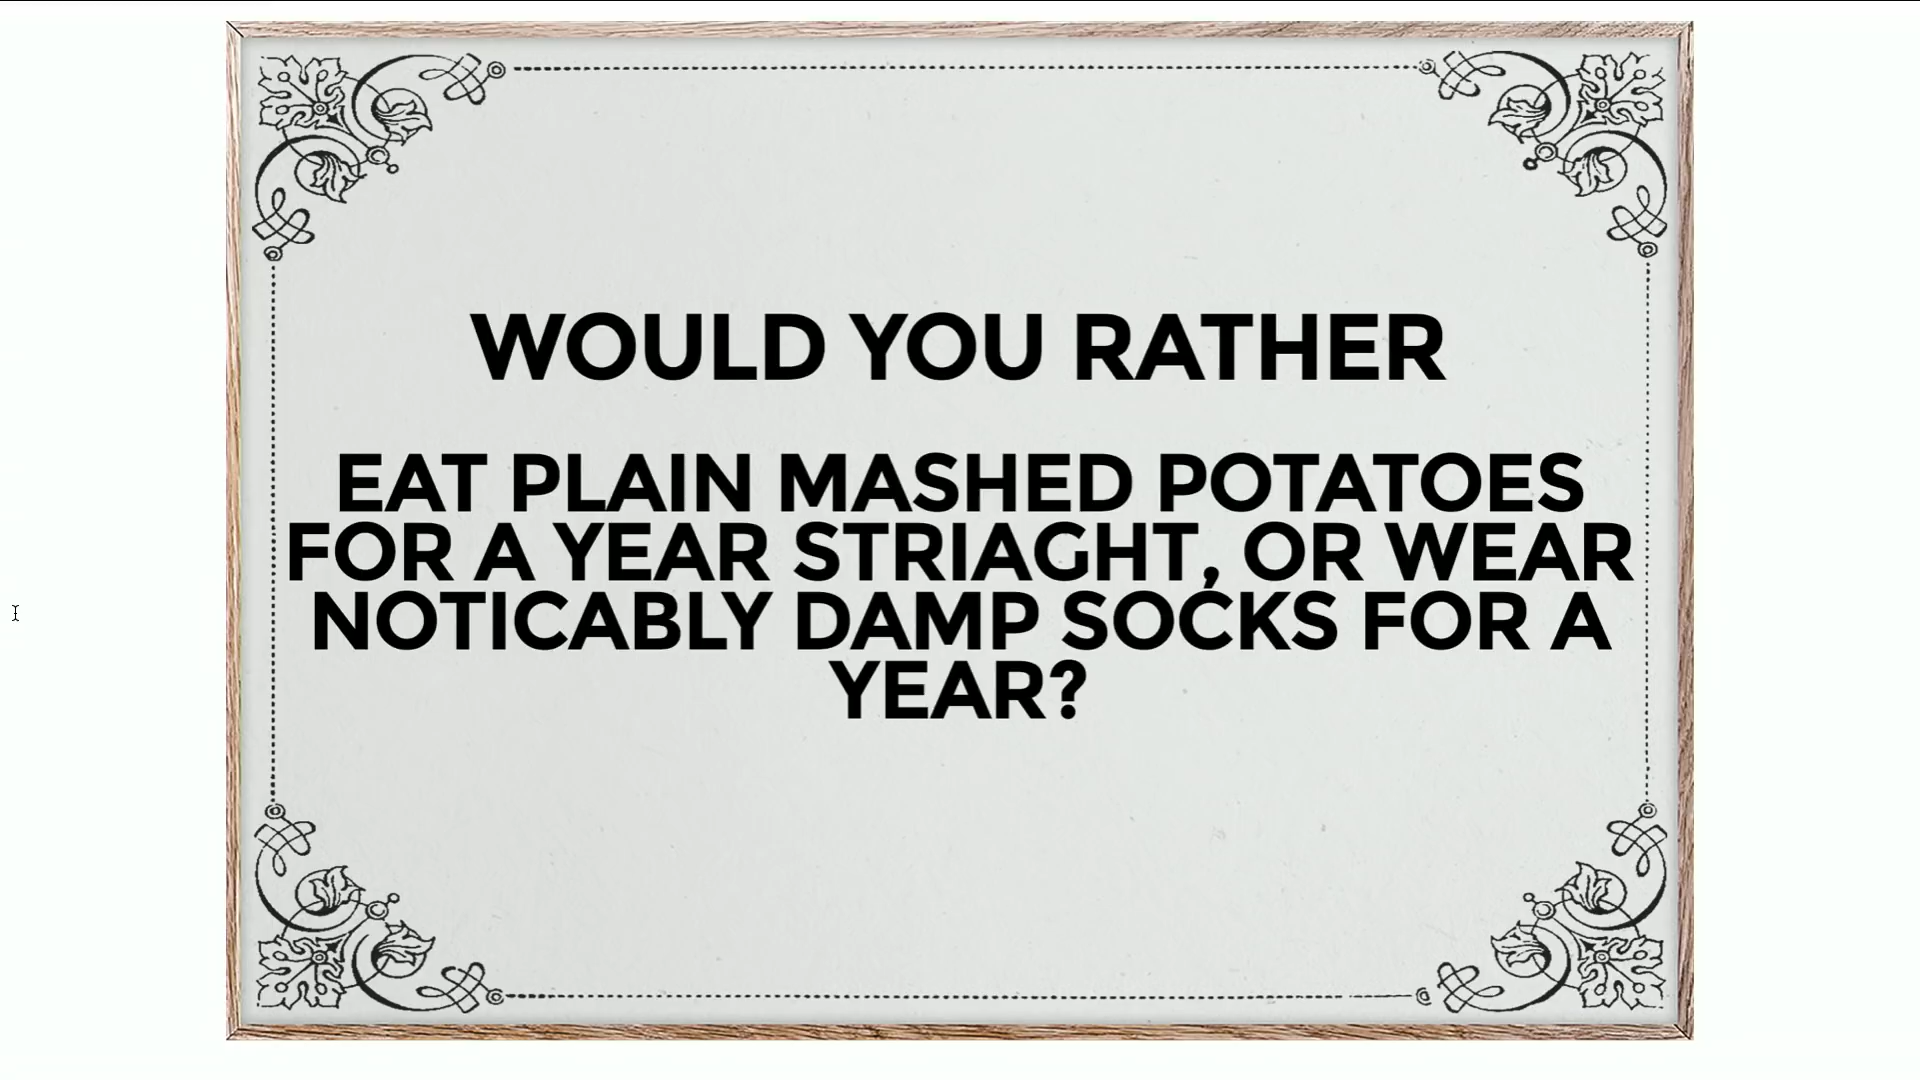 WOULD YOU RATHER
EAT PLAIN MASHED POTATOES
FOR A YEAR STRIAGHT, OR WEAR
NOTICABLY DAMP SOCKS FOR A
YEAR?